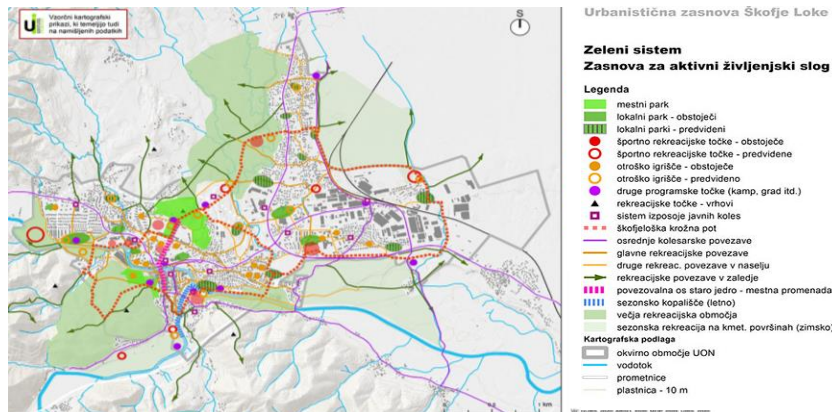 Vzorčni kartografski
prikazi, ki temeljijo tudi
na namišljenih podatkih
S
Urbanistična zasnova Škofje Loke
Zeleni sistem
Zasnova za aktivni življenjski slog
Legenda
mestni park
lokalni park - obstoječi
lokalni parki - predvideni
športno rekreacijske točke - obstoječe
športno rekreacijske točke - predvidene
otroško igrišče - obstoječe
otroško igrišče - predvideno
druge programske točke (kamp, grad itd.)
rekreacijske točke - vrhovi
sistem izposoje javnih koles
škofjeloška krožna pot
osrednje kolesarske povezave
glavne rekreacijske povezave
druge rekreac. povezave v naselju
rekreacijske povezave v zaledje
povezovalna os staro jedro - mestna promenada
sezonsko kopališče (letno)
večja rekreacijska območja
sezonska rekreacija na kmet. površinah (zimsko)
Kartografska podlaga
okvirno območje UON
vodotok
prometnice
plastnica - 10 m
1 km